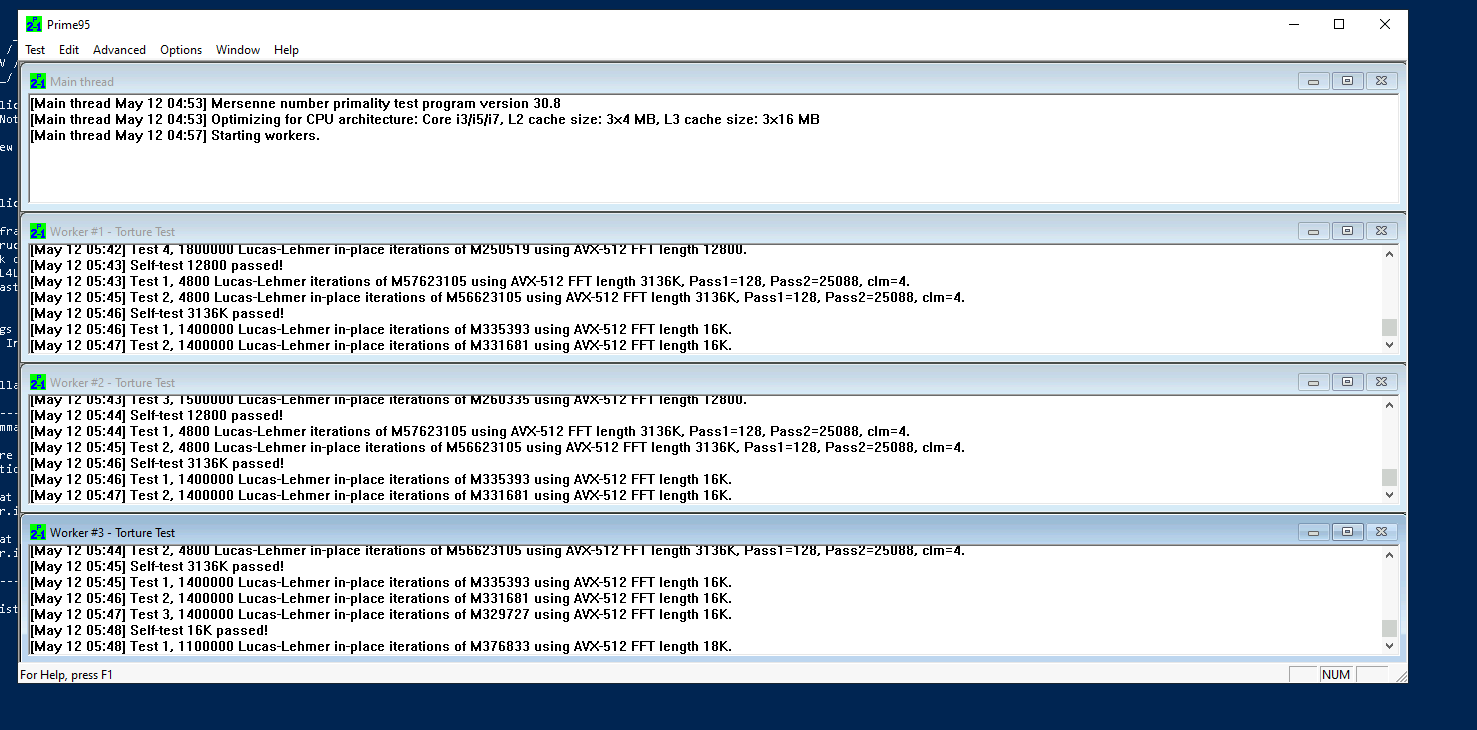 Prime95
Test Edit Advanced Options Window Help
Main thread
[Main thread May 12 04:53] Mersenne number primality test program version 30.8
[Main thread May 12 04:53] Optimizing for CPU architecture: Core i3/i5/i7, L2 cache size: 3x4 MB, L3 cache size: 3x16 MB
[Main thread May 12 04:57] Starting workers.
Worker #1 - Torture Test
[May 12 05:42] Test 4, 1800000 Lucas-Lehmer in-place iterations of M250519 using AVX-512 FFT length 12800.
[May 12 05:43] Self-test 12800 passed!
[May 12 05:43] Test 1, 4800 Lucas-Lehmer iterations of M57623105 using AVX-512 FFT length 3136K, Pass1=128, Pass2=25088, clm=4.
[May 12 05:45] Test 2, 4800 Lucas-Lehmer in-place iterations of M56623105 using AVX-512 FFT length 3136K, Pass1=128, Pass2=25088, clm=4.
[May 12 05:46] Self-test 3136K passed!
[May 12 05:46] Test 1, 1400000 Lucas-Lehmer in-place iterations of M335393 using AVX-512 FFT length 16K.
[May 12 05:47] Test 2, 1400000 Lucas-Lehmer in-place iterations of M331681 using AVX-512 FFT length 16K.
Worker #2 - Torture Test
[May 12 05:43] Test 3, 1500000 Lucas-Lehmer in-place iterations of M260335 using AVX-512 FFT length 12800.
[May 12 05:44] Self-test 12800 passed!
[May 12 05:44] Test 1, 4800 Lucas-Lehmer iterations of M57623105 using AVX-512 FFT length 3136K, Pass1=128, Pass2=25088, clm=4.
[May 12 05:45] Test 2, 4800 Lucas-Lehmer in-place iterations of M56623105 using AVX-512 FFT length 3136K, Pass1=128, Pass2=25088, clm=4.
[May 12 05:46] Self-test 3136K passed!
[May 12 05:46] Test 1, 1400000 Lucas-Lehmer in-place iterations of M335393 using AVX-512 FFT length 16K.
[May 12 05:47] Test 2, 1400000 Lucas-Lehmer in-place iterations of M331681 using AVX-512 FFT length 16K.
Worker #3 - Torture Test
[May 12 05:44] Test 2, 4800 Lucas-Lehmer in-place iterations of M56623105 using AVX-512 FFT length 3136K, Pass1=128, Pass2=25088, clm=4.
[May 12 05:45] Self-test 3136K passed!
[May 12 05:45] Test 1, 1400000 Lucas-Lehmer in-place iterations of M335393 using AVX-512 FFT length 16K.
[May 12 05:46] Test 2, 1400000 Lucas-Lehmer in-place iterations of M331681 using AVX-512 FFT length 16K.
[May 12 05:47] Test 3, 1400000 Lucas-Lehmer in-place iterations of M329727 using AVX-512 FFT length 16K.
[May 12 05:48] Self-test 16K passed!
[May 12 05:48] Test 1, 1100000 Lucas-Lehmer in-place iterations of M376833 using AVX-512 FFT length 18K.
For Help, press F1
NUM